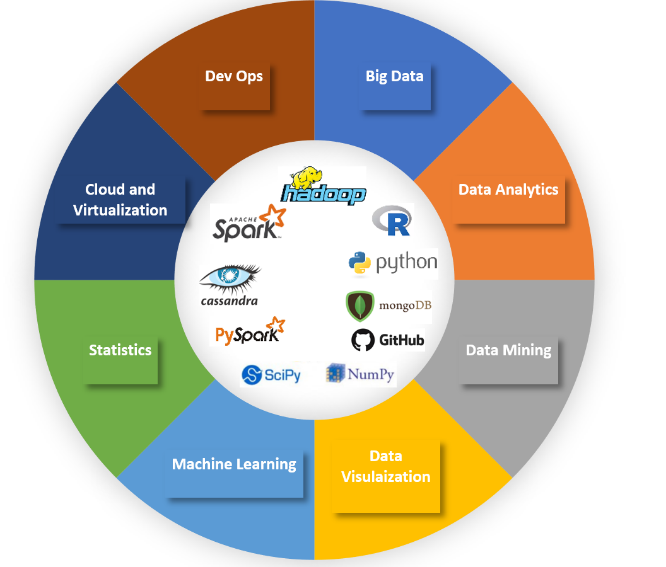 Dev Ops
Big Data
Cloud and
Virtualization
Data Analytics
hadoop
APACHE
Spark™
R
python
cassandra
mongoDB
PySpark
GitHub
SciPy
NumPy
Statistics
Data Mining
Machine Learning
Data
Visulaization